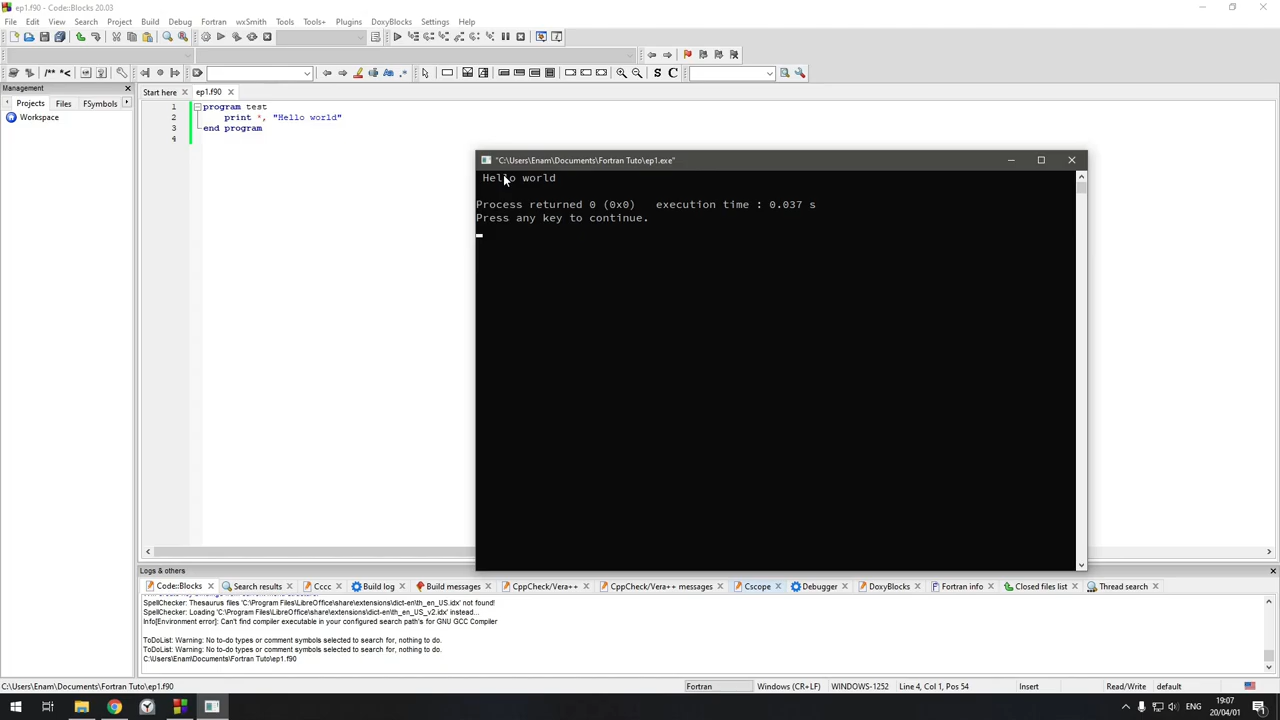 ep1.f90 - Code::Blocks 20.03
File Edit View Search Project Build Debug Fortran wxSmith Tools Tools+ Plugins DoxyBlocks Settings Help
Management
Projects Files FSymbols
Workspace
Start here ep1.f90
1 program test
2 print *, "Hello world"
3 end program
4
"C:\Users\Enam\Documents\Fortran Tuto\ep1.exe"
Hello world
Process returned 0 (0x0) execution time : 0.037 s
Press any key to continue.
Logs & others
Code::Blocks Search results Cccc Build log Build messages CppCheck/Vera++ CppCheck/Vera++ messages Cscope Debugger DoxyBlocks Fortran info Closed files list Thread search
SpellChecker: Thesaurus files 'C:\Program Files\LibreOffice\share\extensions\dict-en\th_en_US.idx' not found!
SpellChecker: Loading 'C:\Program Files\LibreOffice\share\extensions\dict-en\th_en_US_v2.idx' instead...
Info[Environment error]: Can't find compiler executable in your configured search path's for GNU GCC Compiler
ToDoList: Warning: No to-do types or comment symbols selected to search for, nothing to do.
ToDoList: Warning: No to-do types or comment symbols selected to search for, nothing to do.
C:\Users\Enam\Documents\Fortran Tuto\ep1.f90
C:\Users\Enam\Documents\Fortran Tuto\ep1.f90 Fortran Windows (CR+LF) WINDOWS-1252 Line 4, Col 1, Pos 54 Insert Read/Write default
ENG 19:07
20/04/01